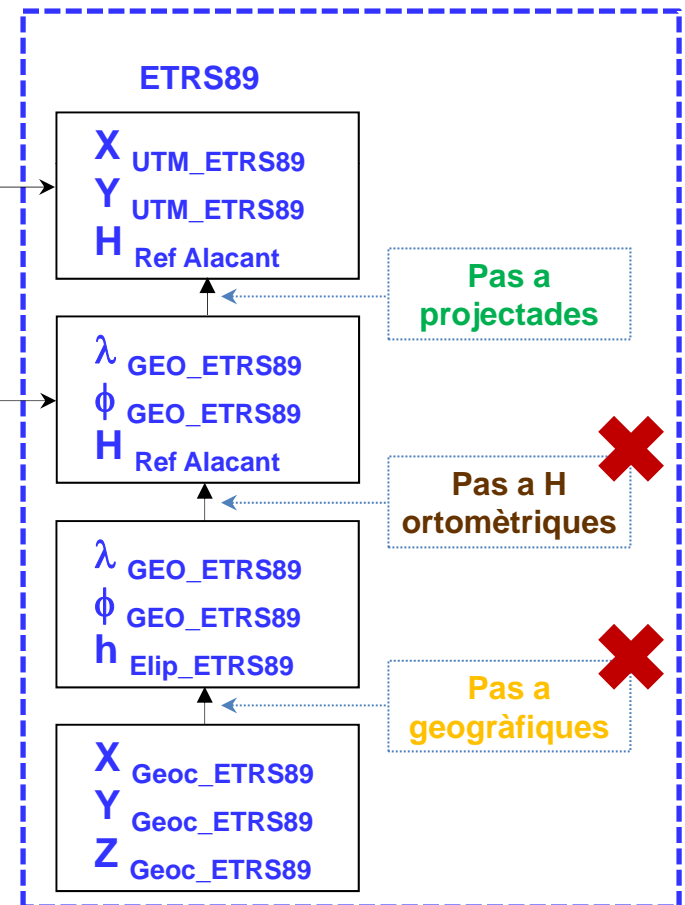 ETRS89
X UTM_ETRS89
Y UTM_ETRS89
H Ref Alacant
Pas a
projectades
λ GEO_ETRS89
ϕ GEO_ETRS89
H Ref Alacant
Pas a H
ortomètriques
λ GEO_ETRS89
ϕ GEO_ETRS89
h Elip_ETRS89
Pas a
geogràfiques
X Geoc_ETRS89
Y Geoc_ETRS89
Z Geoc_ETRS89